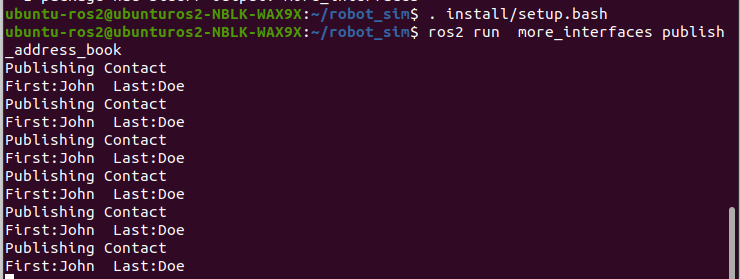 ubuntu-ros2@ubunturos2-NBLK-WAX9X:~/robot_sim$ . install/setup.bash
ubuntu-ros2@ubunturos2-NBLK-WAX9X:~/robot_sim$ ros2 run  more_interfaces publish
_address_book
Publishing Contact
First:John  Last:Doe
Publishing Contact
First:John  Last:Doe
Publishing Contact
First:John  Last:Doe
Publishing Contact
First:John  Last:Doe
Publishing Contact
First:John  Last:Doe
Publishing Contact
First:John  Last:Doe